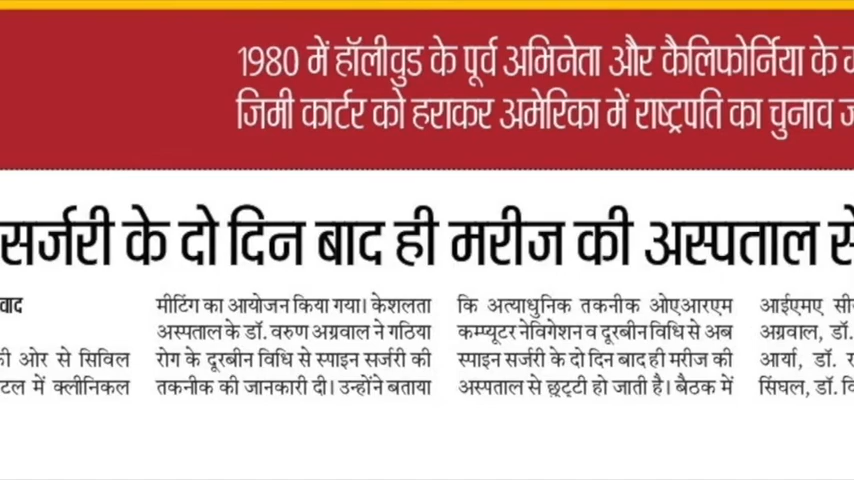 1980 में हॉलीवुड के पूर्व अभिनेता और कैलिफोर्निया के
जिमी कार्टर को हराकर अमेरिका में राष्ट्रपति का चुनाव
सर्जरी के दो दिन बाद ही मरीज की अस्पताल से
वाद
की ओर से सिविल
टल में क्लीनिकल
मीटिंग का आयोजन किया गया। केशलता
अस्पताल के डॉ. वरुण अग्रवाल ने गठिया
रोग के दूरबीन विधि से स्पाइन सर्जरी की
तकनीक की जानकारी दी। उन्होंने बताया
कि अत्याधुनिक तकनीक ओएआरएम
कम्प्यूटर नेविगेशन व दूरबीन विधि से अब
स्पाइन सर्जरी के दो दिन बाद ही मरीज की
अस्पताल से छुट्टी हो जाती है। बैठक में
आईएमए
अग्रवाल, डॉ.
आर्या, डॉ.
सिंघल, डॉ.